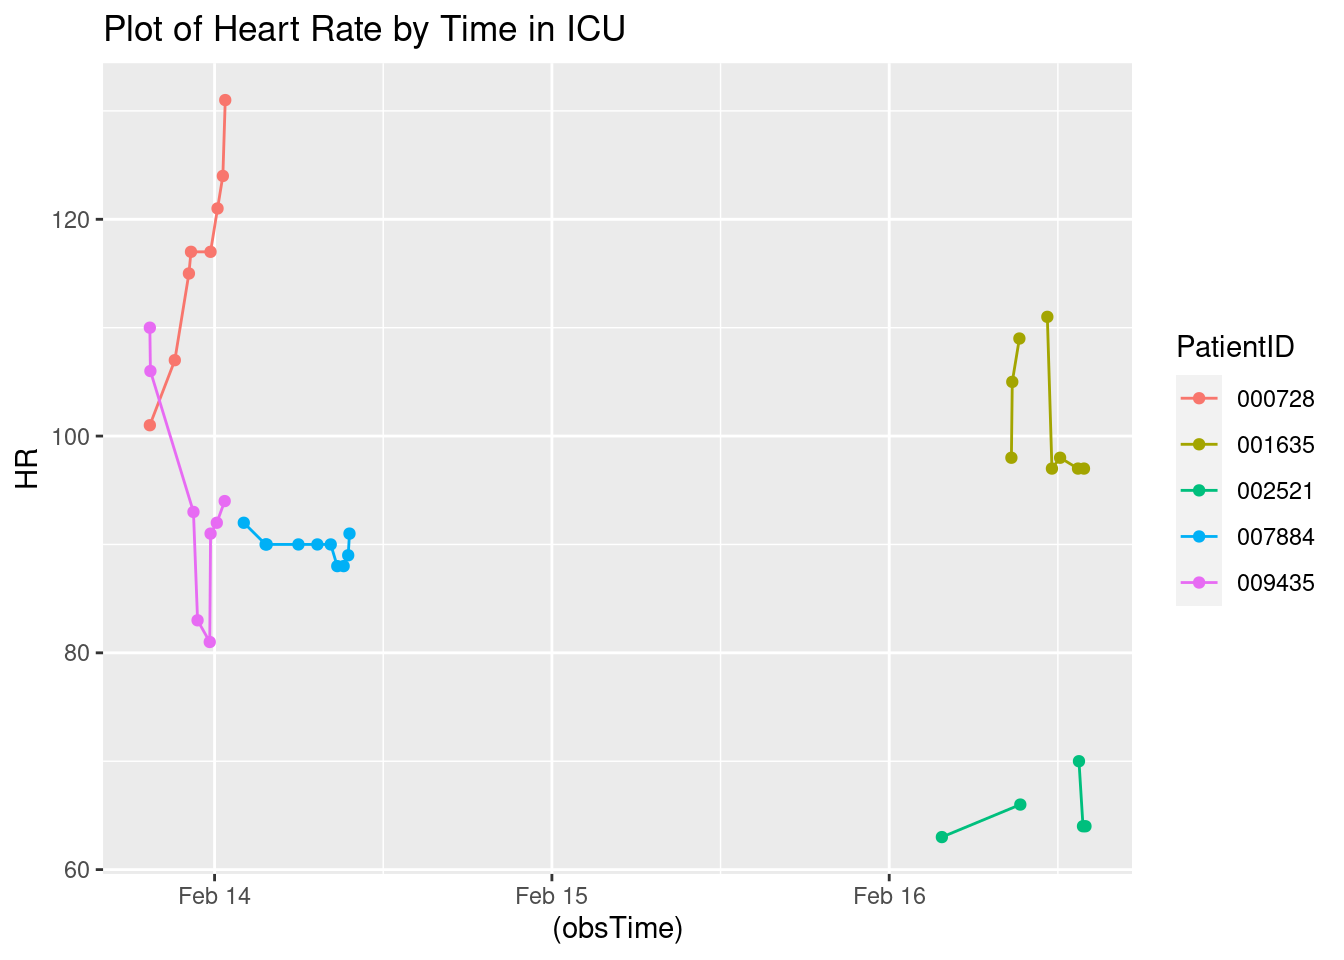 Plot of Heart Rate by Time in ICU
120
100
80
60
HR
Feb 14
Feb 15
Feb 16
(obsTime)
PatientID
000728
001635
002521
007884
009435